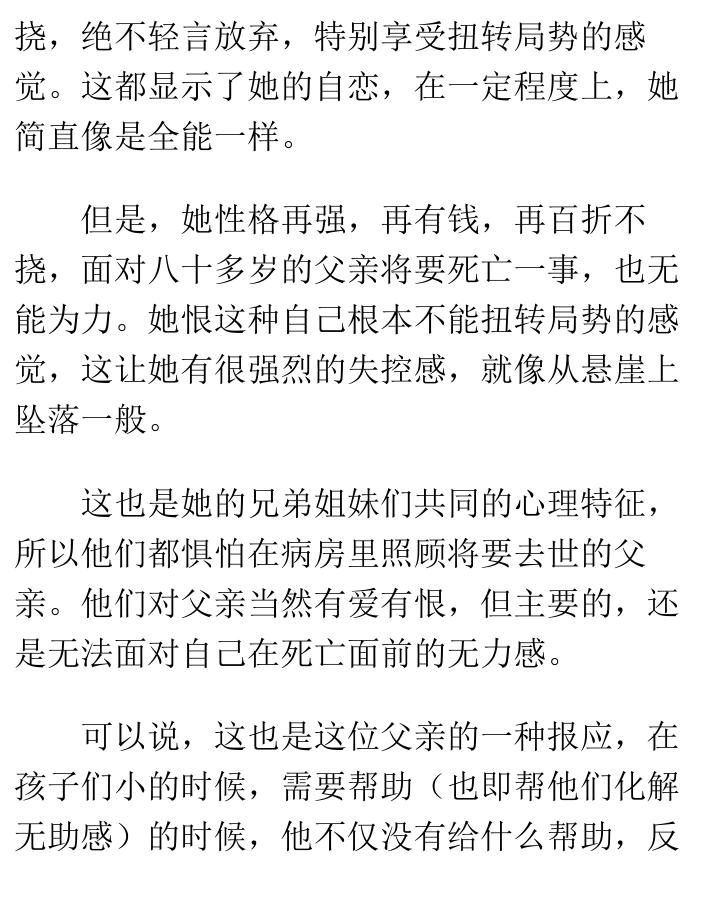 挠，绝不轻言放弃，特别享受扭转局势的感
觉。这都显示了她的自恋，在一定程度上，她
简直像是全能一样。
但是，她性格再强，再有钱，再百折不
挠，面对八十多岁的父亲将要死亡一事，也无
能为力。她恨这种自己根本不能扭转局势的感
觉，这让她有很强烈的失控感，就像从悬崖上
坠落一般。
这也是她的兄弟姐妹们共同的心理特征，
所以他们都惧怕在病房里照顾将要去世的父
亲。他们对父亲当然有爱有恨，但主要的，还
是无法面对自己在死亡面前的无力感。
可以说，这也是这位父亲的一种报应，在
孩子们小的时候，需要帮助（也即帮他们化解
无助感）的时候，他不仅没有给什么帮助，反